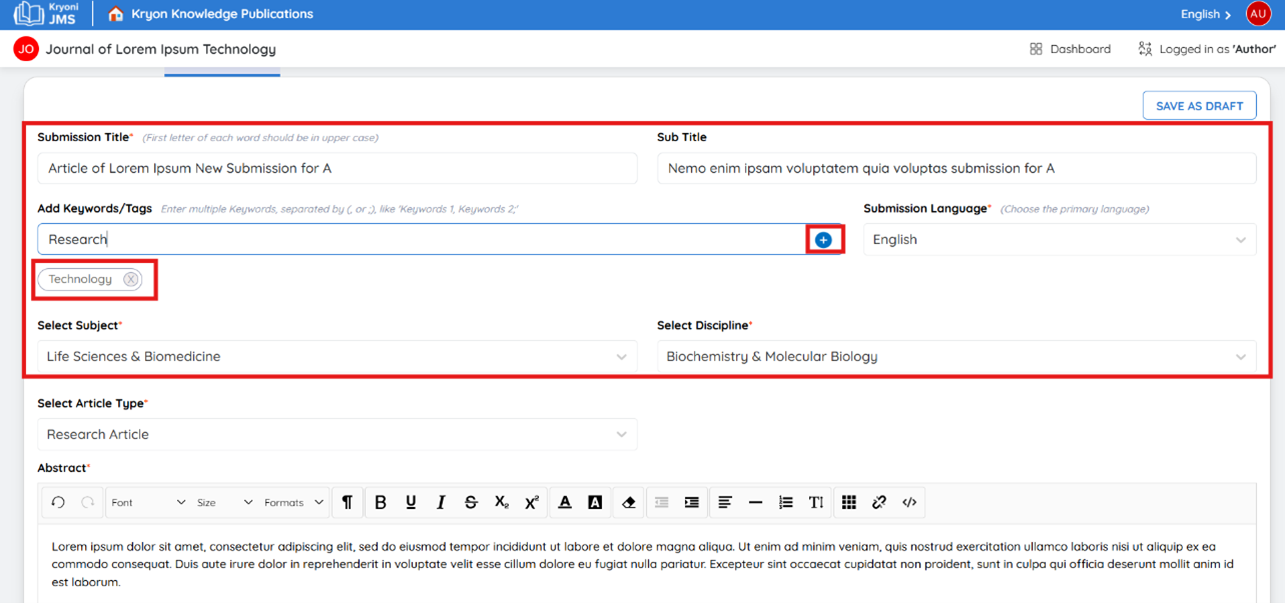 Kryoni JMS
Kryon Knowledge Publications
English
AU
JO
Journal of Lorem Ipsum Technology
Dashboard
Logged in as 'Author'
SAVE AS DRAFT
Submission Title* (First letter of each word should be in upper case)
Sub Title
Article of Lorem Ipsum New Submission for A
Nemo enim ipsam voluptatem quia voluptas submission for A
Add Keywords/Tags Enter multiple Keywords, separated by (, or ;), like 'Keywords 1, Keywords 2;'
Submission Language* (Choose the primary language)
Research
English
Technology
Select Subject*
Select Discipline*
Life Sciences & Biomedicine
Biochemistry & Molecular Biology
Select Article Type*
Research Article
Abstract*
Font Size Formats
Lorem ipsum dolor sit amet, consectetur adipiscing elit, sed do eiusmod tempor incididunt ut labore et dolore magna aliqua. Ut enim ad minim veniam, quis nostrud exercitation ullamco laboris nisi ut aliquip ex ea
commodo consequat. Duis aute irure dolor in reprehenderit in voluptate velit esse cillum dolore eu fugiat nulla pariatur. Excepteur sint occaecat cupidatat non proident, sunt in culpa qui officia deserunt mollit anim id
est laborum.